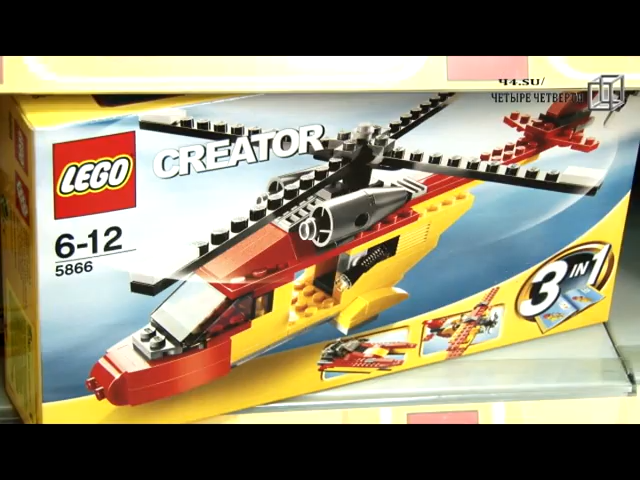 Ч4.SU/
ЧЕТЫРЕ ЧЕТВЕРТИ
LEGO
CREATOR
6-12
5866
3 IN 1